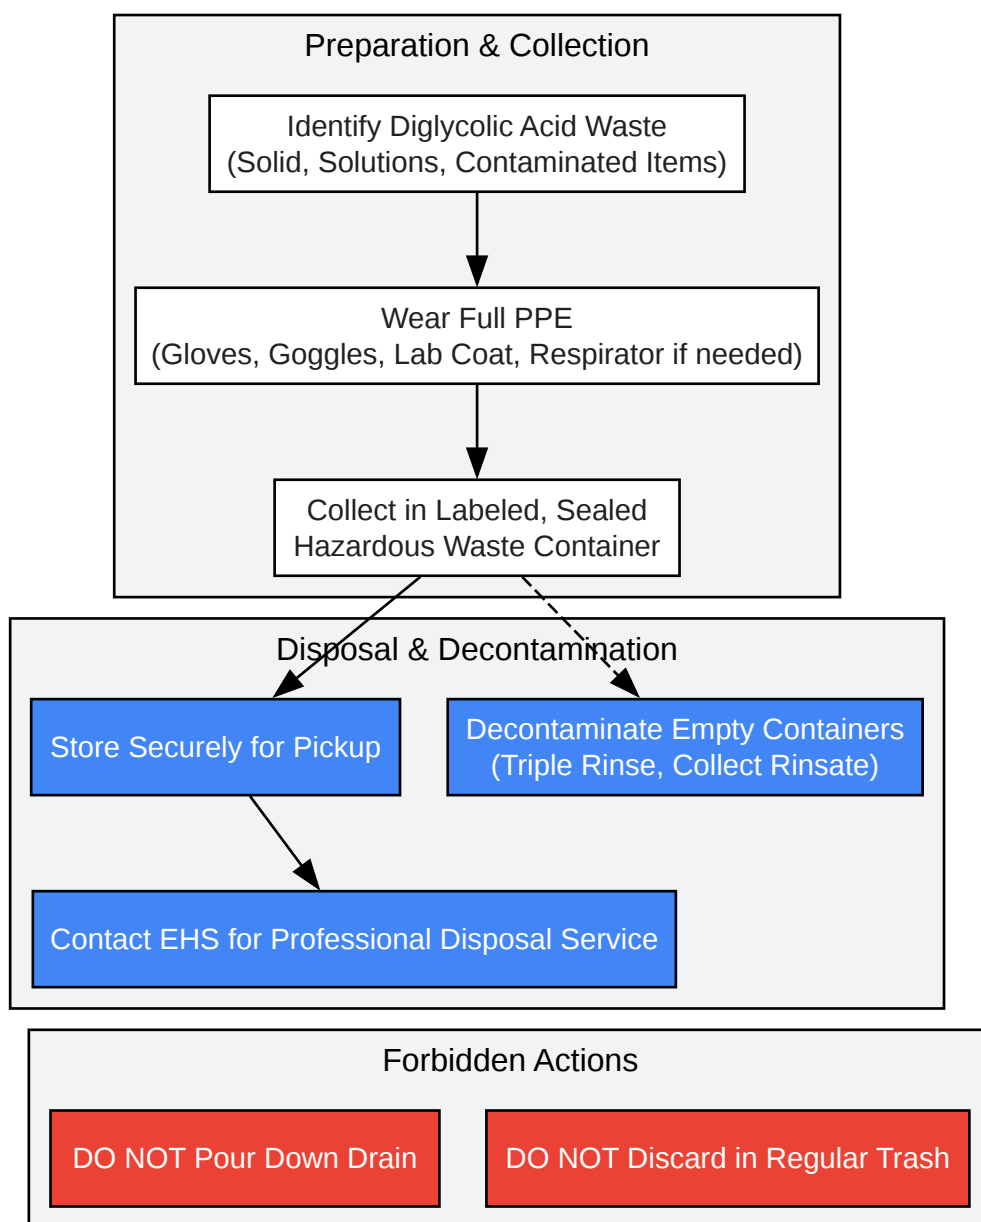 Preparation & Collection
Identify Diglycolic Acid Waste
(Solid, Solutions, Contaminated Items)
Wear Full PPE
(Gloves, Goggles, Lab Coat, Respirator if needed)
Collect in Labeled, Sealed
Hazardous Waste Container
Disposal & Decontamination
Store Securely for Pickup
Decontaminate Empty Containers
(Triple Rinse, Collect Rinsate)
Contact EHS for Professional Disposal Service
Forbidden Actions
DO NOT Pour Down Drain
DO NOT Discard in Regular Trash